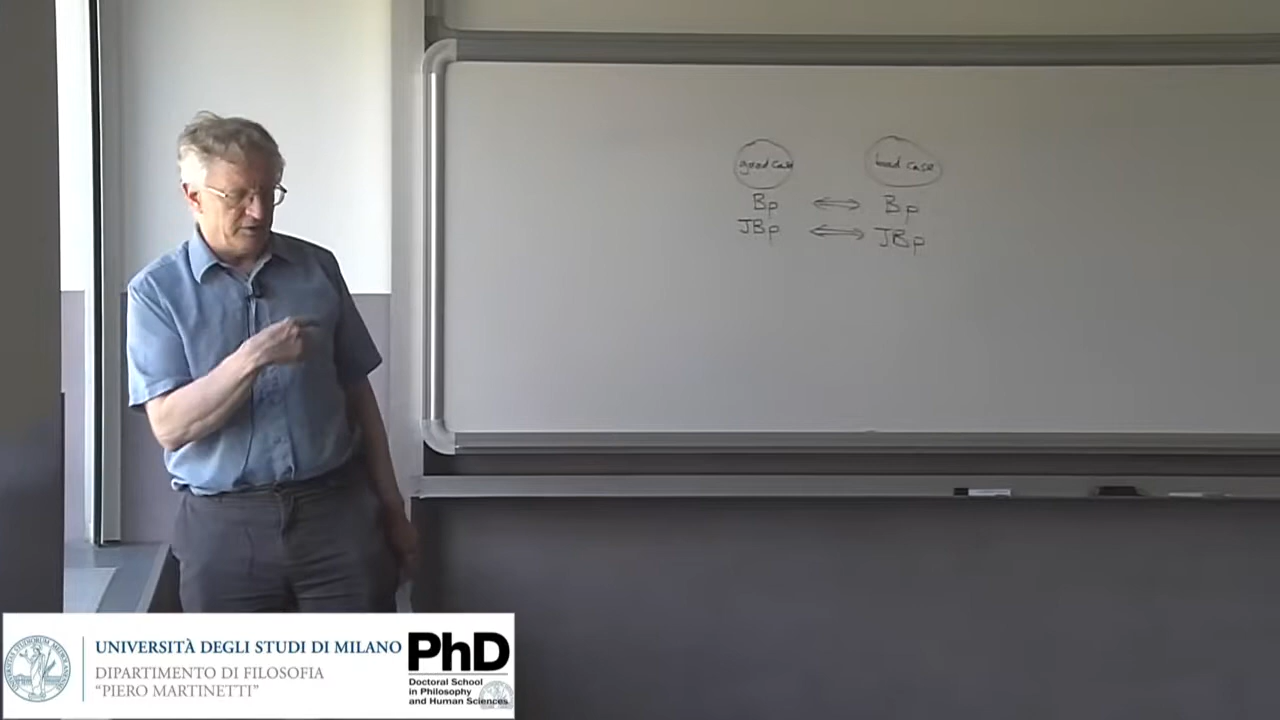 good case bad case
Bp ⟺ Bp
JBp ⟺ JBp
UNIVERSITÀ DEGLI STUDI DI MILANO
DIPARTIMENTO DI FILOSOFIA
"PIERO MARTINETTI"
PhD
Doctoral School
in Philosophy
and Human Sciences